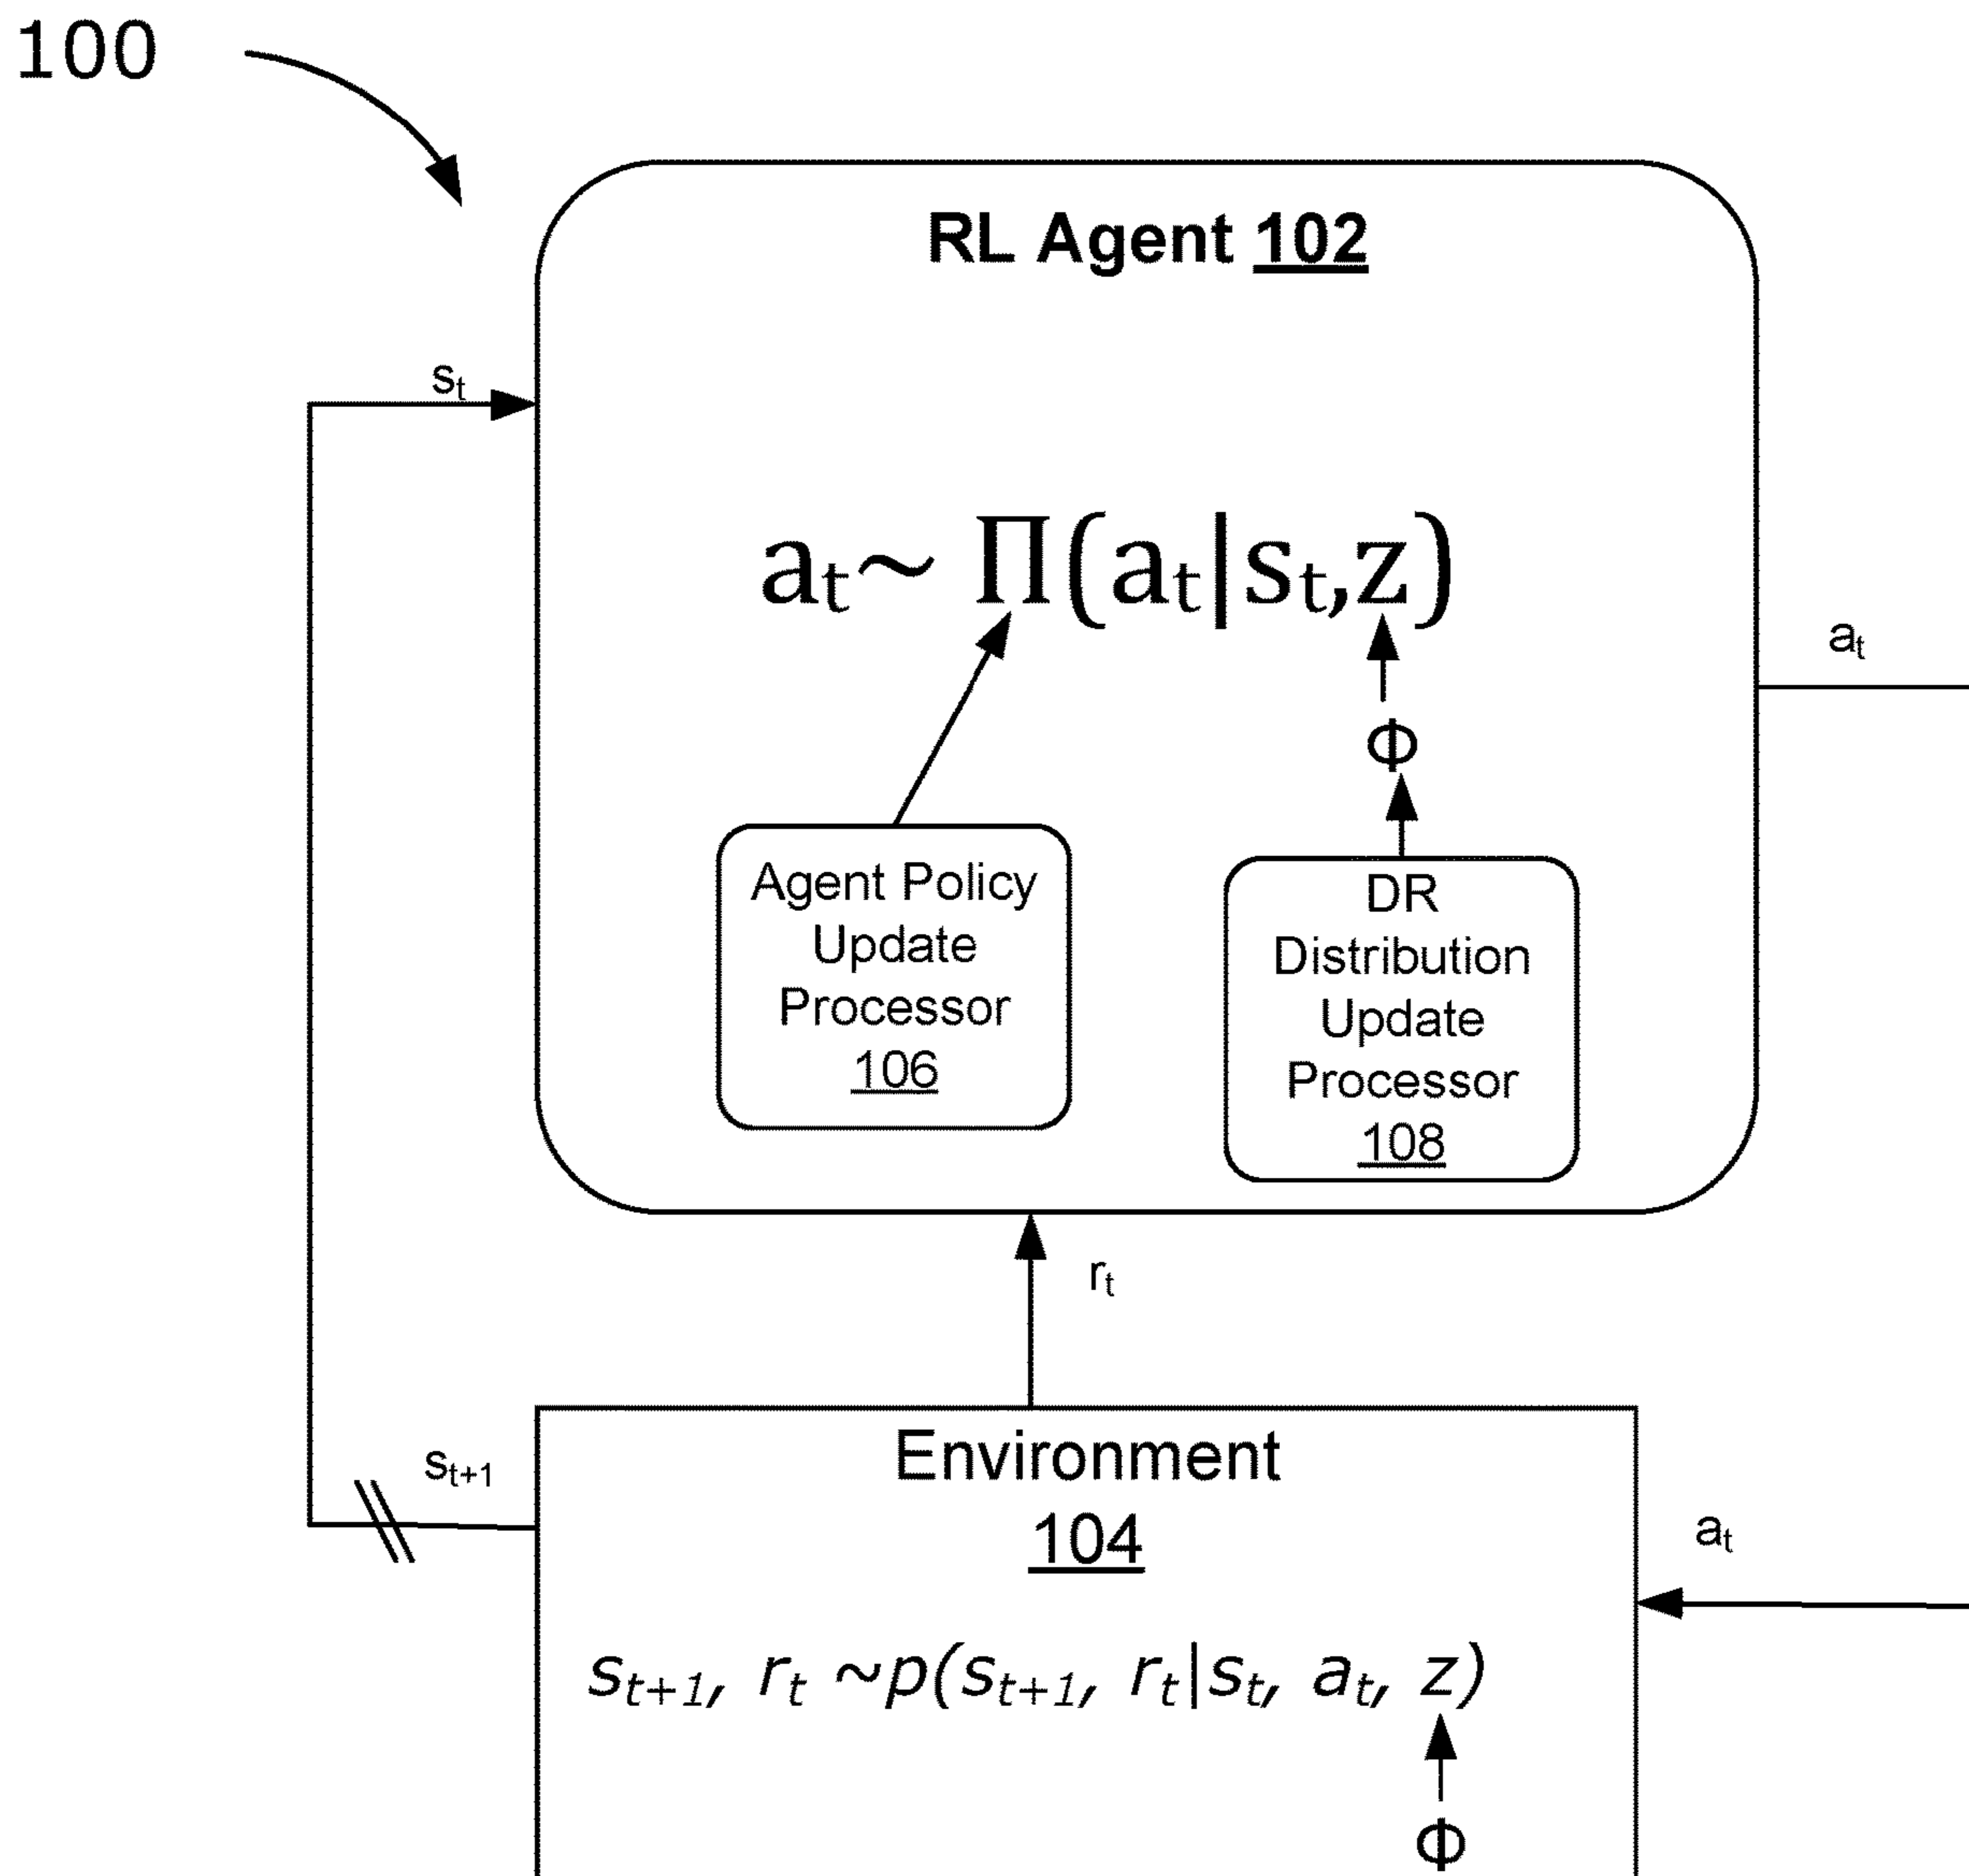 100
RL Agent 102
sₜ
aₜ~ Π(aₜ|sₜ,z)
aₜ
Φ
Agent Policy
Update
Processor
106
DR
Distribution
Update
Processor
108
rₜ
Environment
104
sₜ₊₁
aₜ
sₜ₊₁, rₜ ~p(sₜ₊₁, rₜ|sₜ, aₜ, z)
Φ